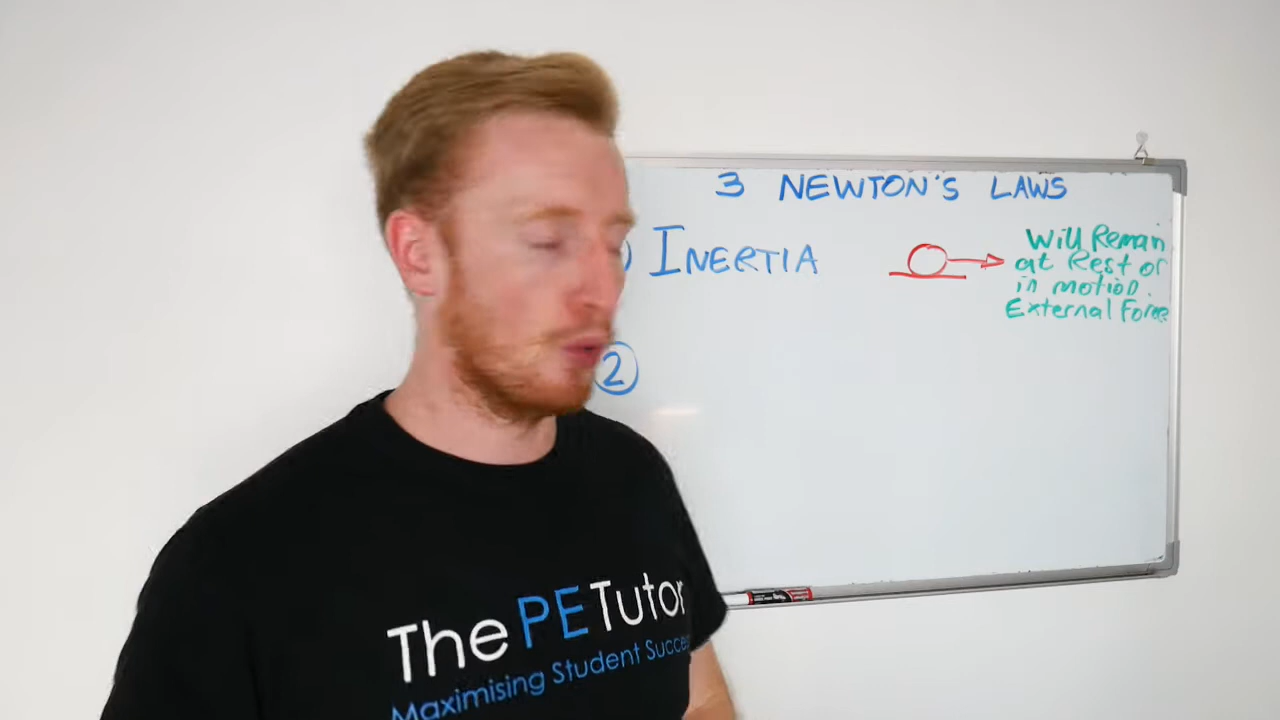 3 NEWTON'S LAWS
) INERTIA
Will Remain
at Rest or
in motion.
External Force
2
The PE Tutor
Maximising Student